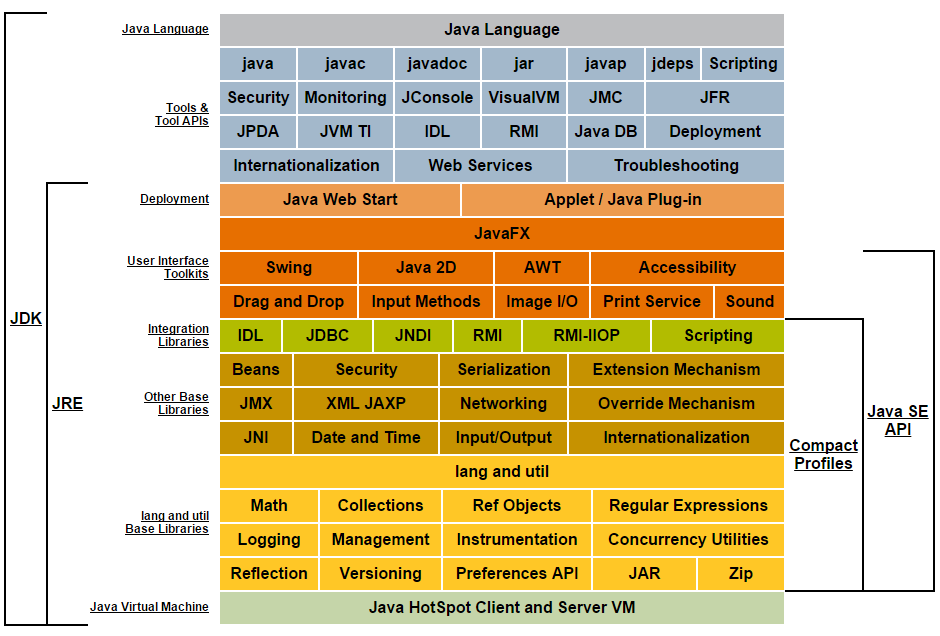 Java Language
Java Language
java javac javadoc jar javap jdeps Scripting
Security Monitoring JConsole VisualVM JMC JFR
Tools &
Tool APIs
JPDA JVM TI IDL RMI Java DB Deployment
Internationalization Web Services Troubleshooting
Deployment
Java Web Start Applet / Java Plug-in
JavaFX
User Interface
Toolkits
Swing Java 2D AWT Accessibility
Drag and Drop Input Methods Image I/O Print Service Sound
Integration
Libraries
IDL JDBC JNDI RMI RMI-IIOP Scripting
Beans Security Serialization Extension Mechanism
Other Base
Libraries
JMX XML JAXP Networking Override Mechanism
JNI Date and Time Input/Output Internationalization
lang and util
Math Collections Ref Objects Regular Expressions
lang and util
Base Libraries
Logging Management Instrumentation Concurrency Utilities
Reflection Versioning Preferences API JAR Zip
Java Virtual Machine
Java HotSpot Client and Server VM
JDK
JRE
Compact
Profiles
Java SE
API